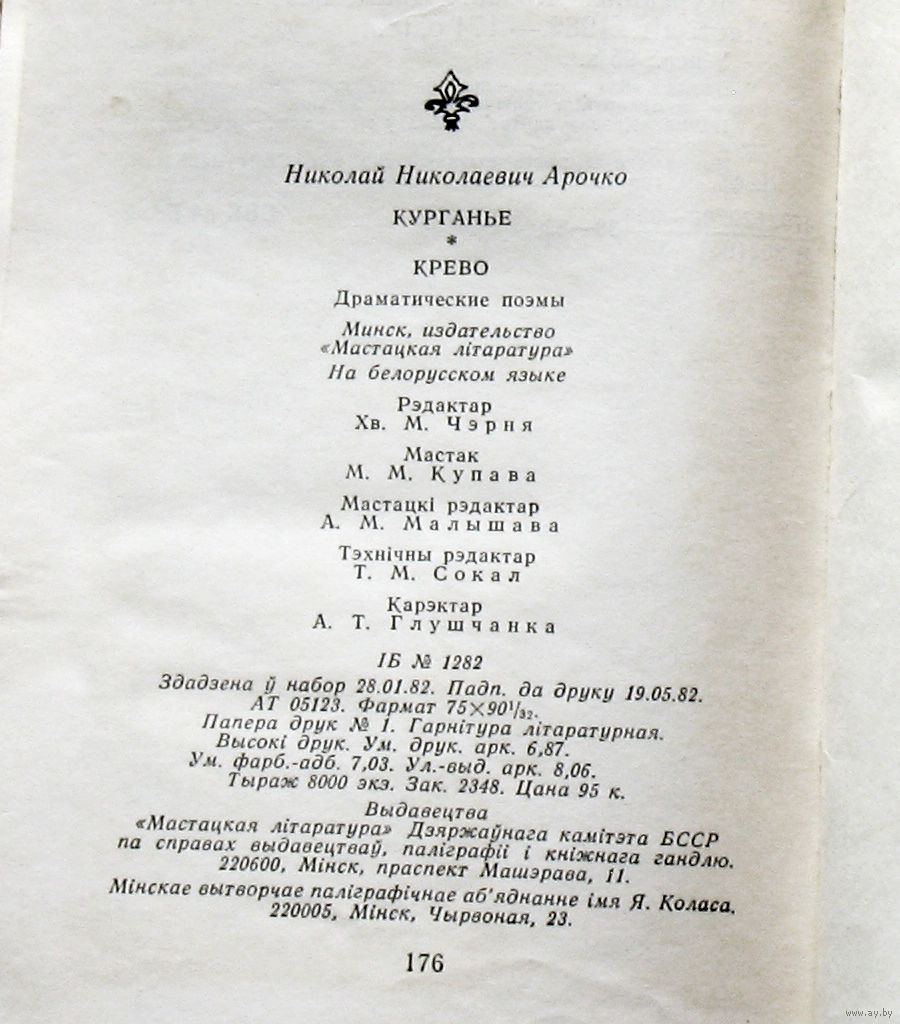 Николай Николаевич Арочко
КУРГАНЬЕ
*
КРЕВО
Драматические поэмы
Минск, издательство
«Мастацкая літаратура»
На белорусском языке
Рэдактар
Хв. М. Чэрня
Мастак
М. М. Купава
Мастацкі рэдактар
А. М. Малышава
Тэхнічны рэдактар
Т. М. Сокал
Карэктар
А. Т. Глушчанка
ІБ № 1282
Здадзена ў набор 28.01.82. Падп. да друку 19.05.82.
АТ 05123. Фармат 75×90¹/₃₂.
Папера друк № 1. Гарнітура літаратурная.
Высокі друк. Ум. друк. арк. 6,87.
Ум. фарб.-адб. 7,03. Ул.-выд. арк. 8,06.
Тыраж 8000 экз. Зак. 2348. Цана 95 к.
Выдавецтва
«Мастацкая літаратура» Дзяржаўнага камітэта БССР
па справах выдавецтваў, паліграфіі і кніжнага гандлю.
220600, Мінск, праспект Машэрава, 11.
Мінскае вытворчае паліграфічнае аб'яднанне імя Я. Коласа.
220005, Мінск, Чырвоная, 23.
176
www.ay.by